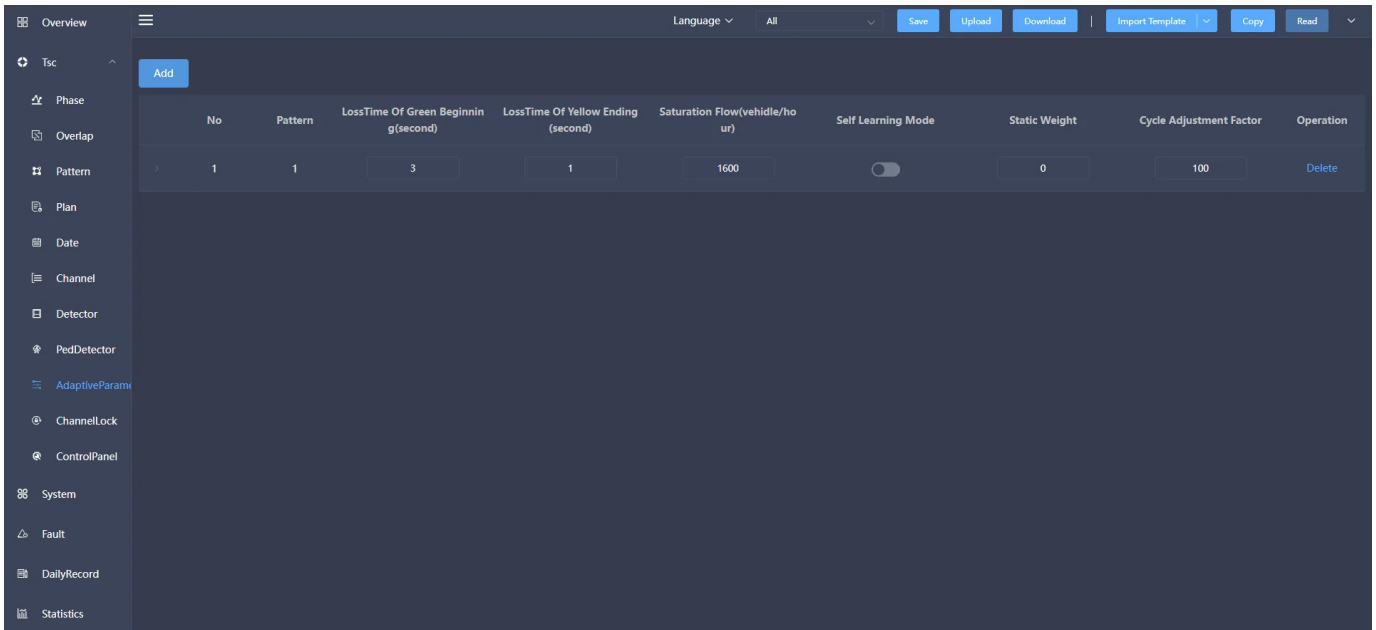 Overview
Language All Save Upload Download | Import Template Copy Read
Tsc
Add
Phase
No Pattern LossTime Of Green Beginnin LossTime Of Yellow Ending Saturation Flow(vehidle/ho Self Learning Mode Static Weight Cycle Adjustment Factor Operation
g(second) (second) ur)
Overlap
Pattern
1 1 3 1 1600 0 100 Delete
Plan
Date
Channel
Detector
PedDetector
AdaptiveParame
ChannelLock
ControlPanel
System
Fault
DailyRecord
Statistics